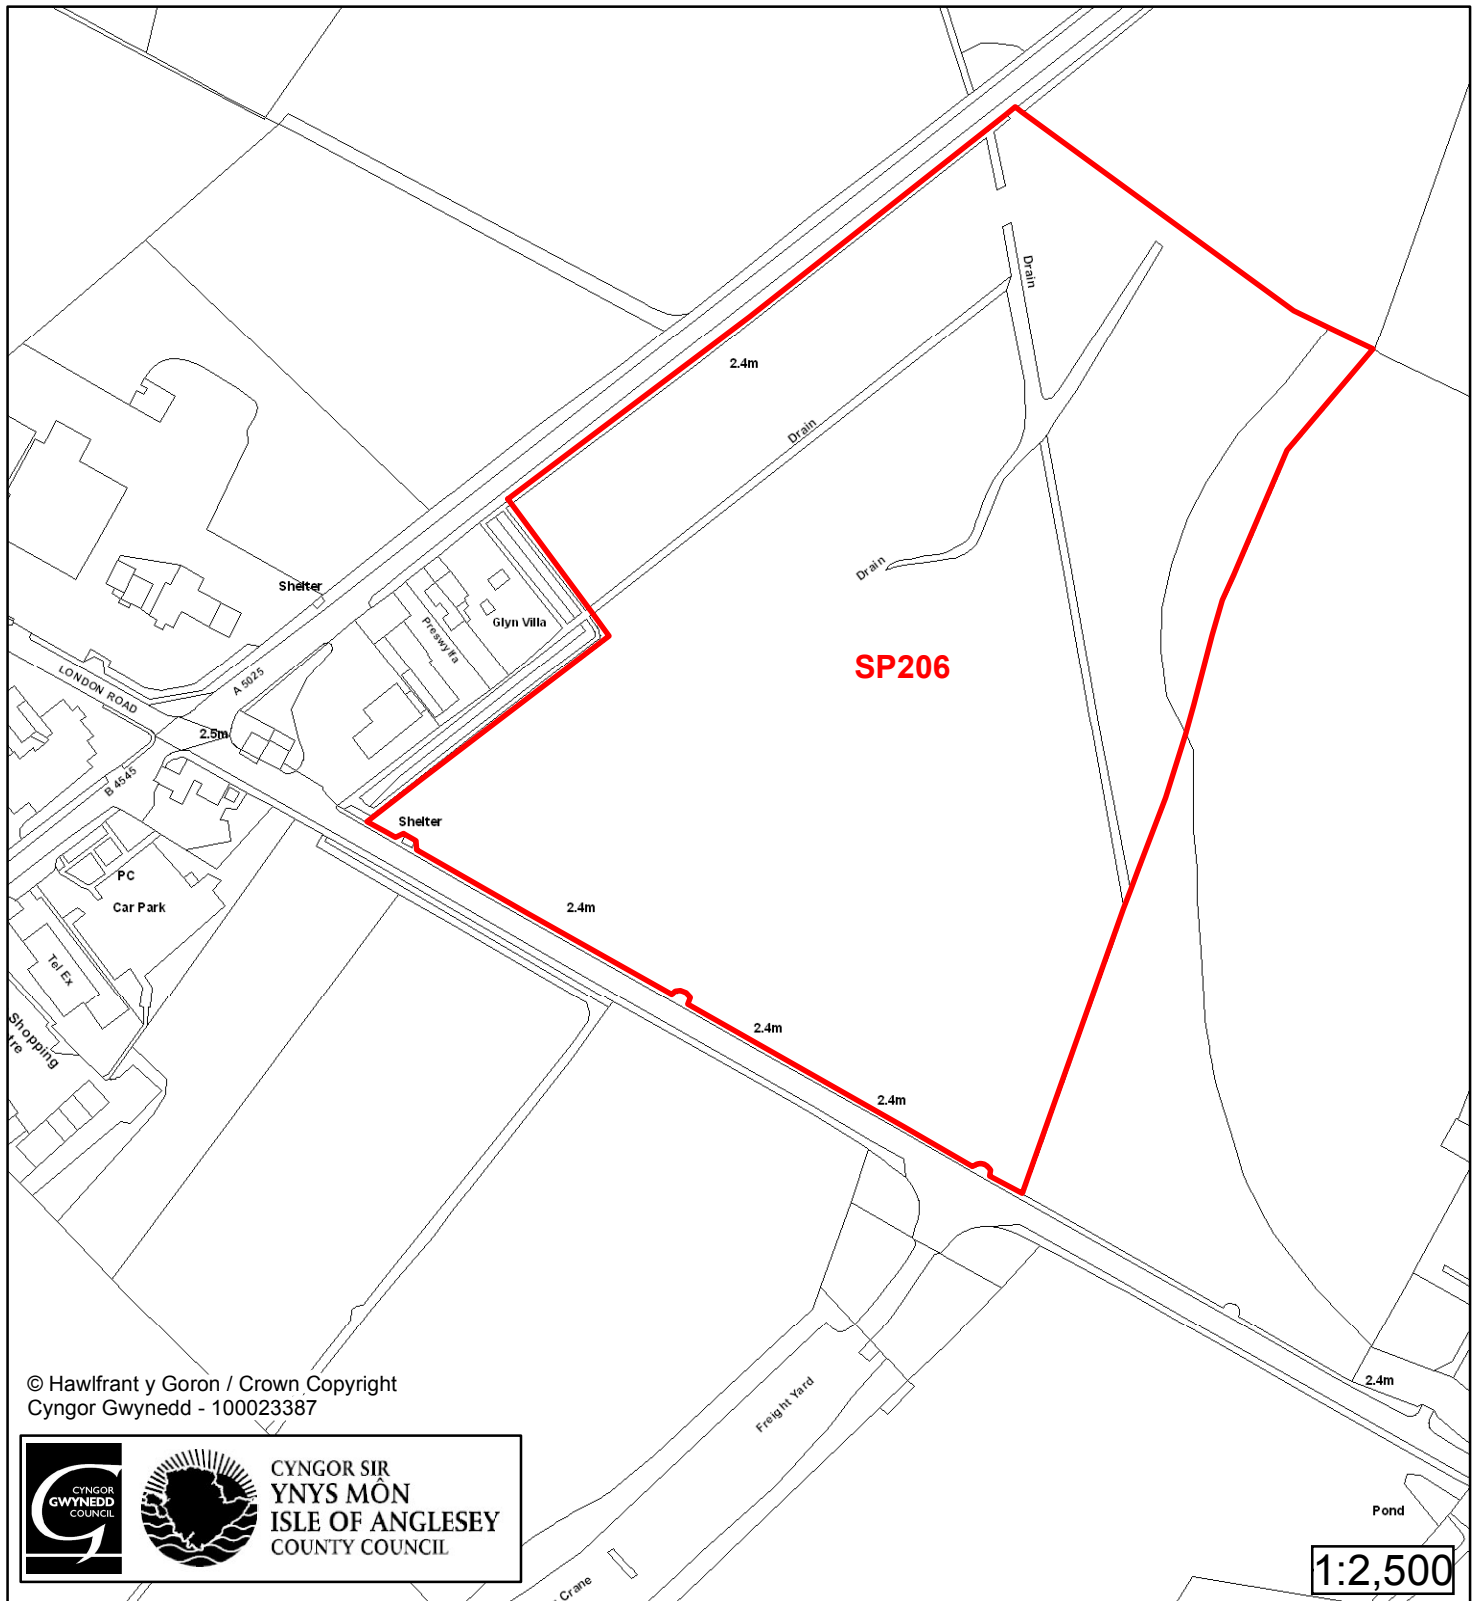 Drain
2.4m
Drain
Drain
Shelter
Glyn Villa
Preswylfa
SP206
LONDON ROAD
A 5025
2.5m
B 4545
Shelter
PC
Car Park
2.4m
Tel Ex
Shopping
tre
2.4m
2.4m
2.4m
Freight Yard
Pond
Crane
© Hawlfrant y Goron / Crown Copyright
Cyngor Gwynedd - 100023387
CYNGOR
GWYNEDD
COUNCIL
CYNGOR SIR
YNYS MÔN
ISLE OF ANGLESEY
COUNTY COUNCIL
1:2,500